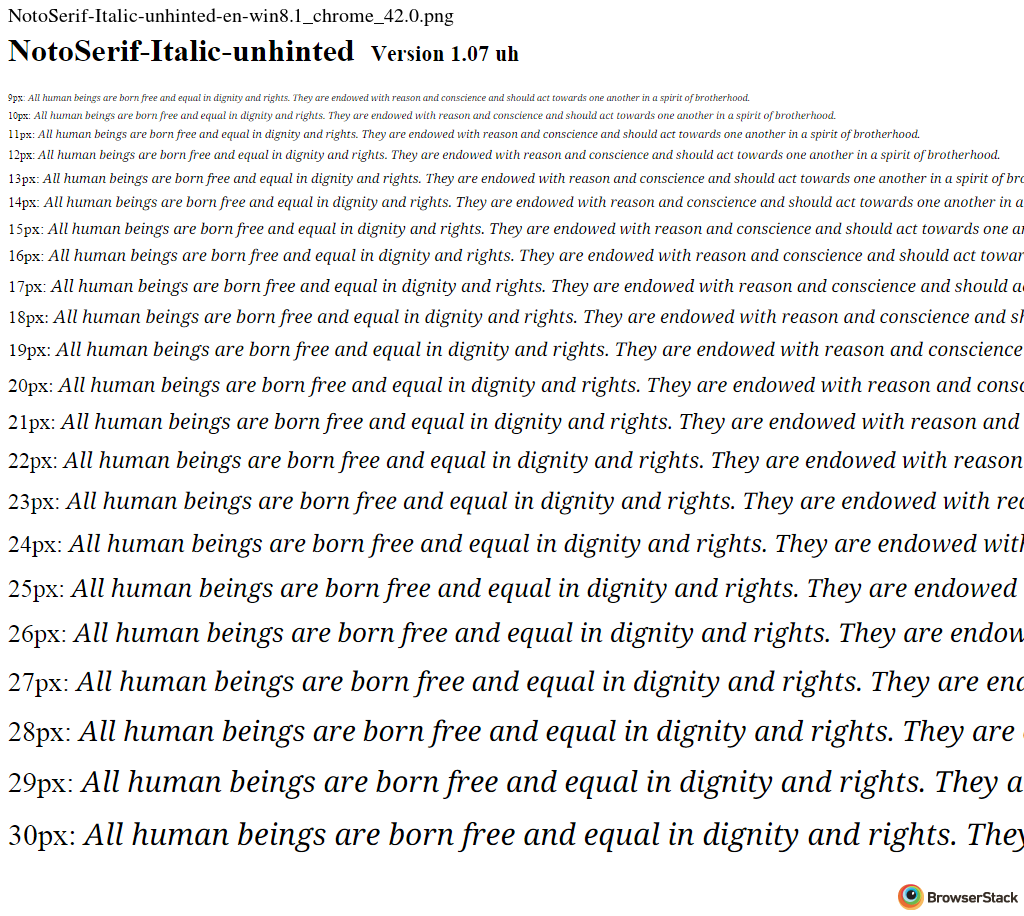 NotoSerif-Italic-unhinted-en-win8.1_chrome_42.0.png
NotoSerif-Italic-unhinted Version 1.07 uh
9px: All human beings are born free and equal in dignity and rights. They are endowed with reason and conscience and should act towards one another in a spirit of brotherhood.
10px: All human beings are born free and equal in dignity and rights. They are endowed with reason and conscience and should act towards one another in a spirit of brotherhood.
11px: All human beings are born free and equal in dignity and rights. They are endowed with reason and conscience and should act towards one another in a spirit of brotherhood.
12px: All human beings are born free and equal in dignity and rights. They are endowed with reason and conscience and should act towards one another in a spirit of brotherhood.
13px: All human beings are born free and equal in dignity and rights. They are endowed with reason and conscience and should act towards one another in a spirit of bro
14px: All human beings are born free and equal in dignity and rights. They are endowed with reason and conscience and should act towards one another in a
15px: All human beings are born free and equal in dignity and rights. They are endowed with reason and conscience and should act towards one an
16px: All human beings are born free and equal in dignity and rights. They are endowed with reason and conscience and should act towar
17px: All human beings are born free and equal in dignity and rights. They are endowed with reason and conscience and should a
18px: All human beings are born free and equal in dignity and rights. They are endowed with reason and conscience and sh
19px: All human beings are born free and equal in dignity and rights. They are endowed with reason and conscience
20px: All human beings are born free and equal in dignity and rights. They are endowed with reason and consc
21px: All human beings are born free and equal in dignity and rights. They are endowed with reason and
22px: All human beings are born free and equal in dignity and rights. They are endowed with reason
23px: All human beings are born free and equal in dignity and rights. They are endowed with rea
24px: All human beings are born free and equal in dignity and rights. They are endowed with
25px: All human beings are born free and equal in dignity and rights. They are endowed
26px: All human beings are born free and equal in dignity and rights. They are endow
27px: All human beings are born free and equal in dignity and rights. They are end
28px: All human beings are born free and equal in dignity and rights. They are
29px: All human beings are born free and equal in dignity and rights. They a
30px: All human beings are born free and equal in dignity and rights. They
BrowserStack